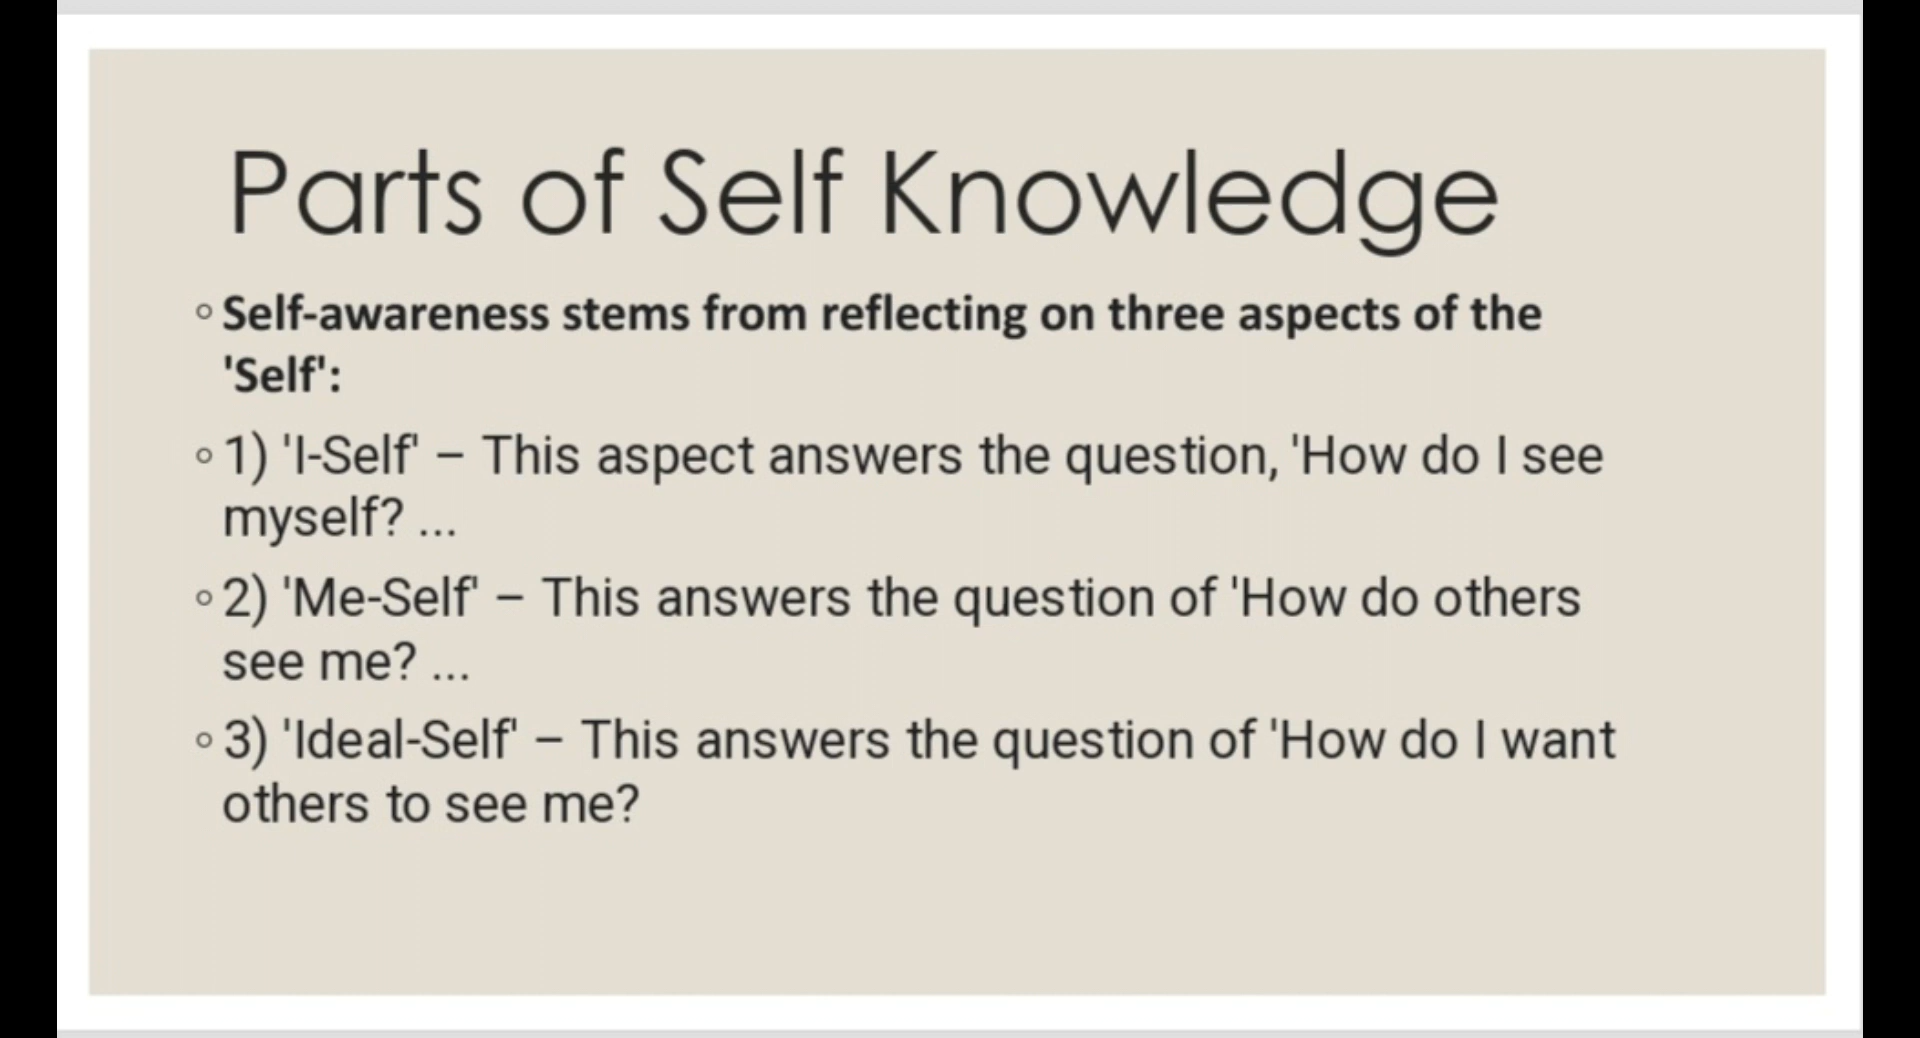 Parts of Self Knowledge
◦ Self-awareness stems from reflecting on three aspects of the
'Self':
◦ 1) 'I-Self' – This aspect answers the question, 'How do I see
myself? ...
◦ 2) 'Me-Self' – This answers the question of 'How do others
see me? ...
◦ 3) 'Ideal-Self' – This answers the question of 'How do I want
others to see me?